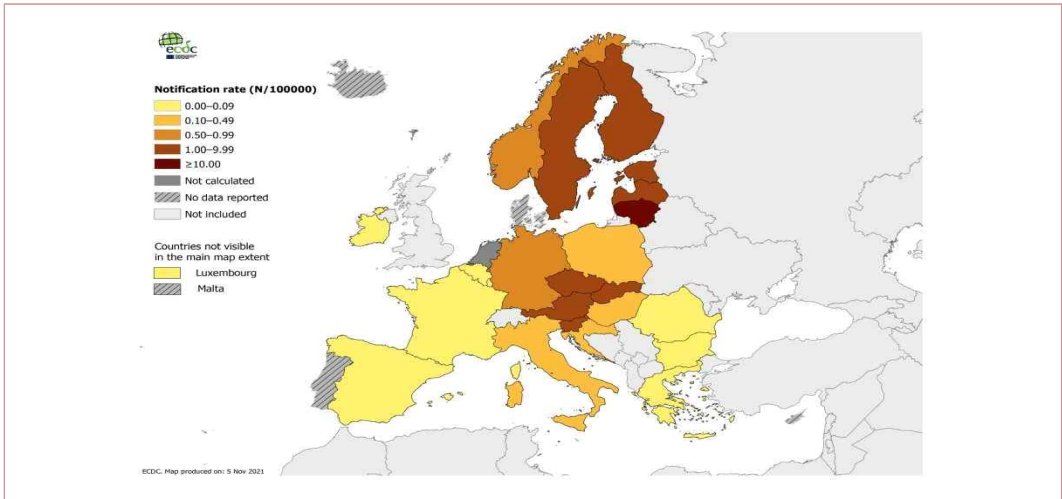 ecdc
Notification rate (N/100000)
0.00–0.09
0.10–0.49
0.50–0.99
1.00–9.99
≥10.00
Not calculated
No data reported
Not included
Countries not visible
in the main map extent
Luxembourg
Malta
ECDC. Map produced on: 5 Nov 2021